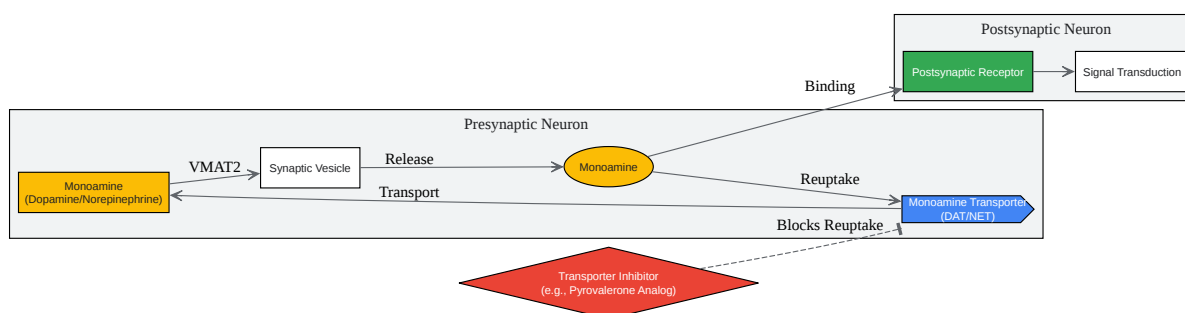 Postsynaptic Neuron
Postsynaptic Receptor
Signal Transduction
Binding
Presynaptic Neuron
VMAT2
Synaptic Vesicle
Release
Monoamine
Monoamine
(Dopamine/Norepinephrine)
Transport
Reuptake
Monoamine Transporter
(DAT/NET)
Blocks Reuptake
Transporter Inhibitor
(e.g., Pyrovalerone Analog)